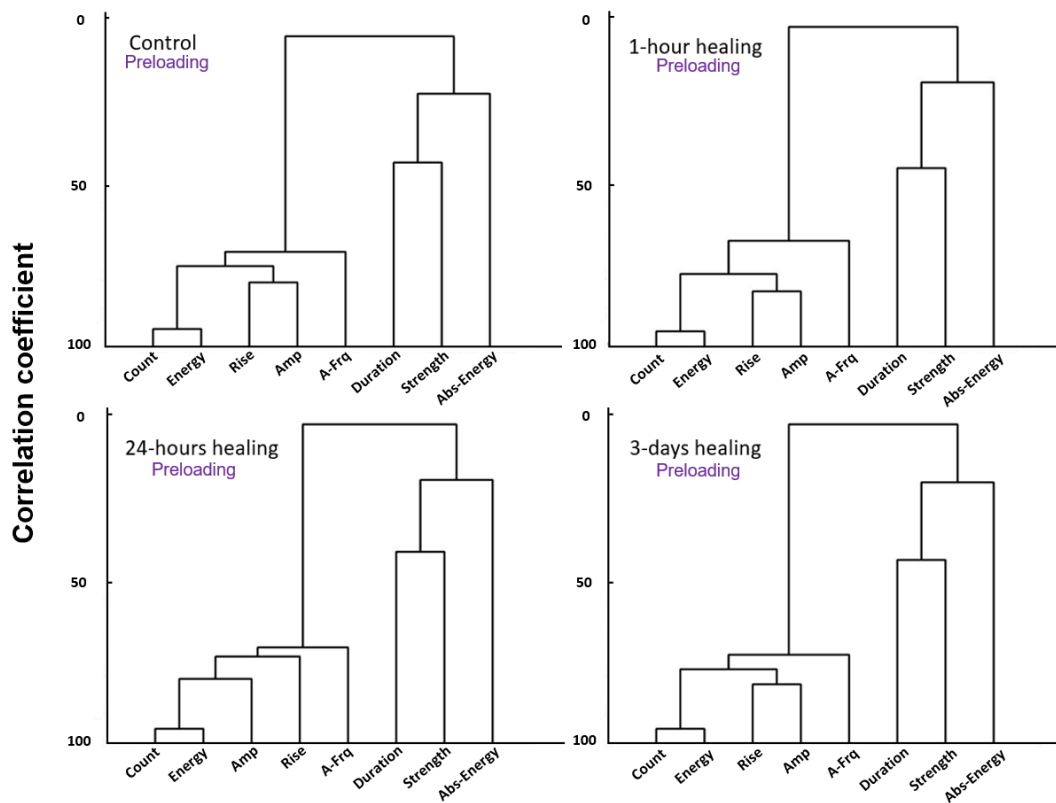 Correlation coefficient
0
50
100
Control
Preloading
Count
Energy
Rise
Amp
A-Frq
Duration
Strength
Abs-Energy
0
50
100
1-hour healing
Preloading
Count
Energy
Rise
Amp
A-Frq
Duration
Strength
Abs-Energy
0
50
100
24-hours healing
Preloading
Count
Energy
Amp
Rise
A-Frq
Duration
Strength
Abs-Energy
0
50
100
3-days healing
Preloading
Count
Energy
Rise
Amp
A-Frq
Duration
Strength
Abs-Energy